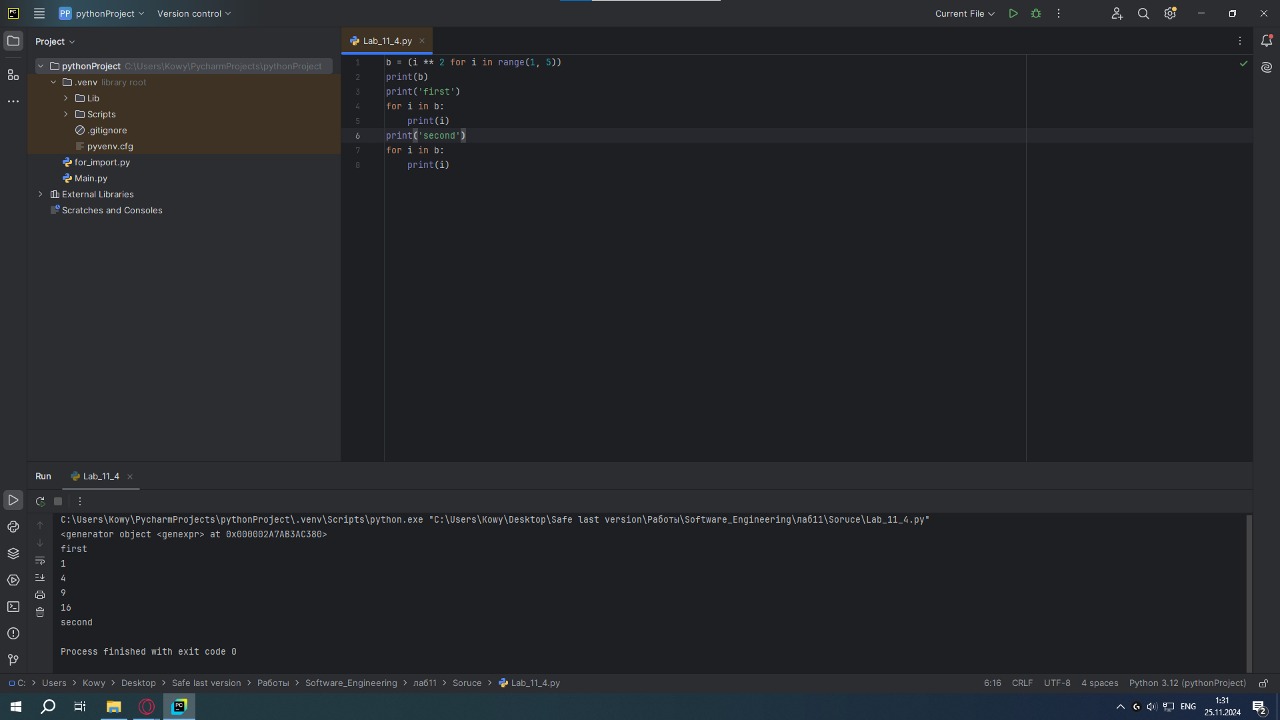 PP pythonProject Version control Current File
Project
pythonProject C:\Users\Kowy\PycharmProjects\pythonProject
.venv library root
Lib
Scripts
.gitignore
pyvenv.cfg
for_import.py
Main.py
External Libraries
Scratches and Consoles
Lab_11_4.py
1 b = (i ** 2 for i in range(1, 5))
2 print(b)
3 print('first')
4 for i in b:
5 print(i)
6 print('second')
7 for i in b:
8 print(i)
Run Lab_11_4
C:\Users\Kowy\PycharmProjects\pythonProject\.venv\Scripts\python.exe "C:\Users\Kowy\Desktop\Safe last version\Работы\Software_Engineering\лаб11\Soruce\Lab_11_4.py"
<generator object <genexpr> at 0x000002A7AB3AC380>
first
1
4
9
16
second
Process finished with exit code 0
C: Users Kowy Desktop Safe last version Работы Software_Engineering лаб11 Soruce Lab_11_4.py 6:16 CRLF UTF-8 4 spaces Python 3.12 (pythonProject)
PC
ENG
1:31
25.11.2024
2